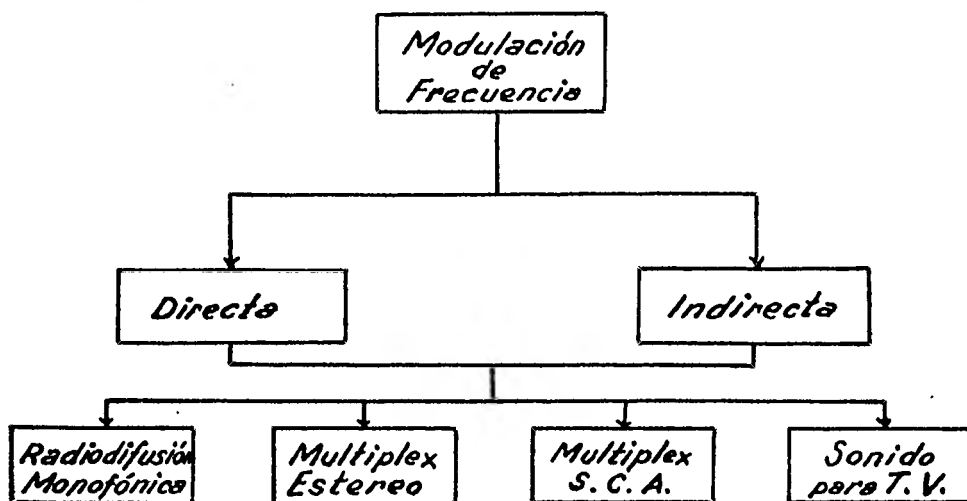 Modulación
de
Frecuencia
Directa
Indirecta
Radiodifusión
Monofónica
Multiplex
Estereo
Multiplex
S. C. A.
Sonido
para T. V.